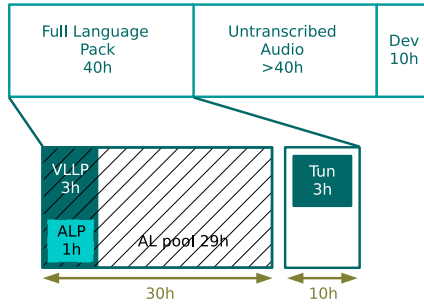 Full Language
Pack
40h
Untranscribed
Audio
>40h
Dev
10h
VLLP
3h
ALP
1h
AL pool 29h
Tun
3h
30h
10h